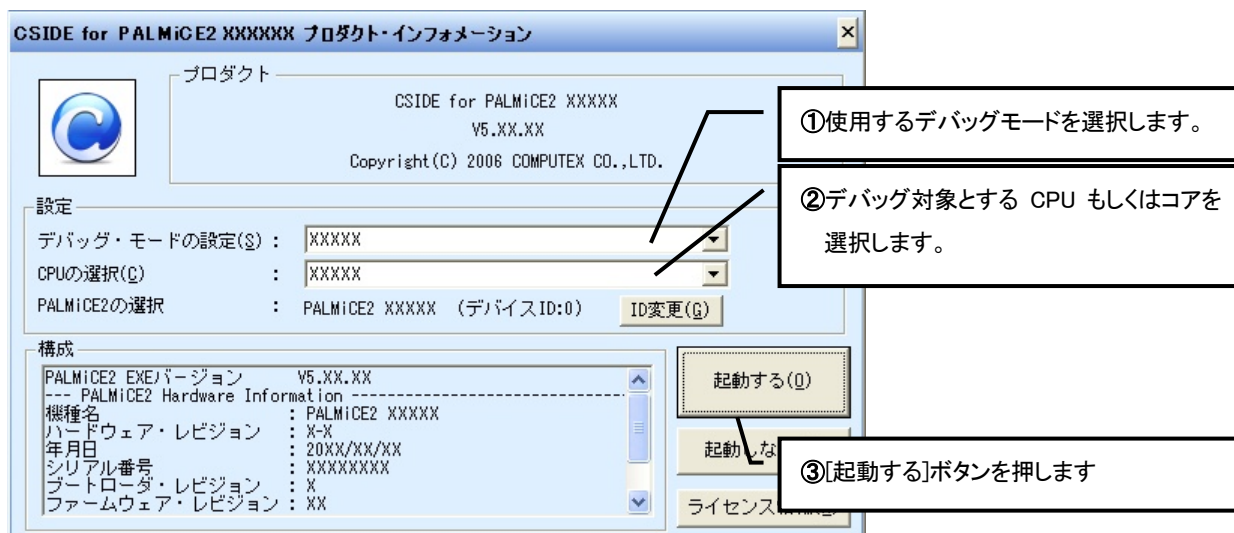 CSIDE for PALMiCE2 XXXXXX プロダクト・インフォメーション
プロダクト
CSIDE for PALMiCE2 XXXXX
V5.XX.XX
Copyright(C) 2006 COMPUTEX CO.,LTD.
①使用するデバッグモードを選択します。
②デバッグ対象とする CPU もしくはコアを
選択します。
設定
デバッグ・モードの設定(S) : XXXXX
CPUの選択(C) : XXXXX
PALMiCE2の選択 : PALMiCE2 XXXXX (デバイスID:0) ID変更(G)
構成
PALMiCE2 EXEバージョン V5.XX.XX
--- PALMiCE2 Hardware Information ------------------------------
機種名 : PALMiCE2 XXXXX
ハードウェア・レビジョン : X-X
年月日 : 20XX/XX/XX
シリアル番号 : XXXXXXXX
ブートローダ・レビジョン : X
ファームウェア・レビジョン : XX
起動する(O)
起動しな
③[起動する]ボタンを押します
ライセンス